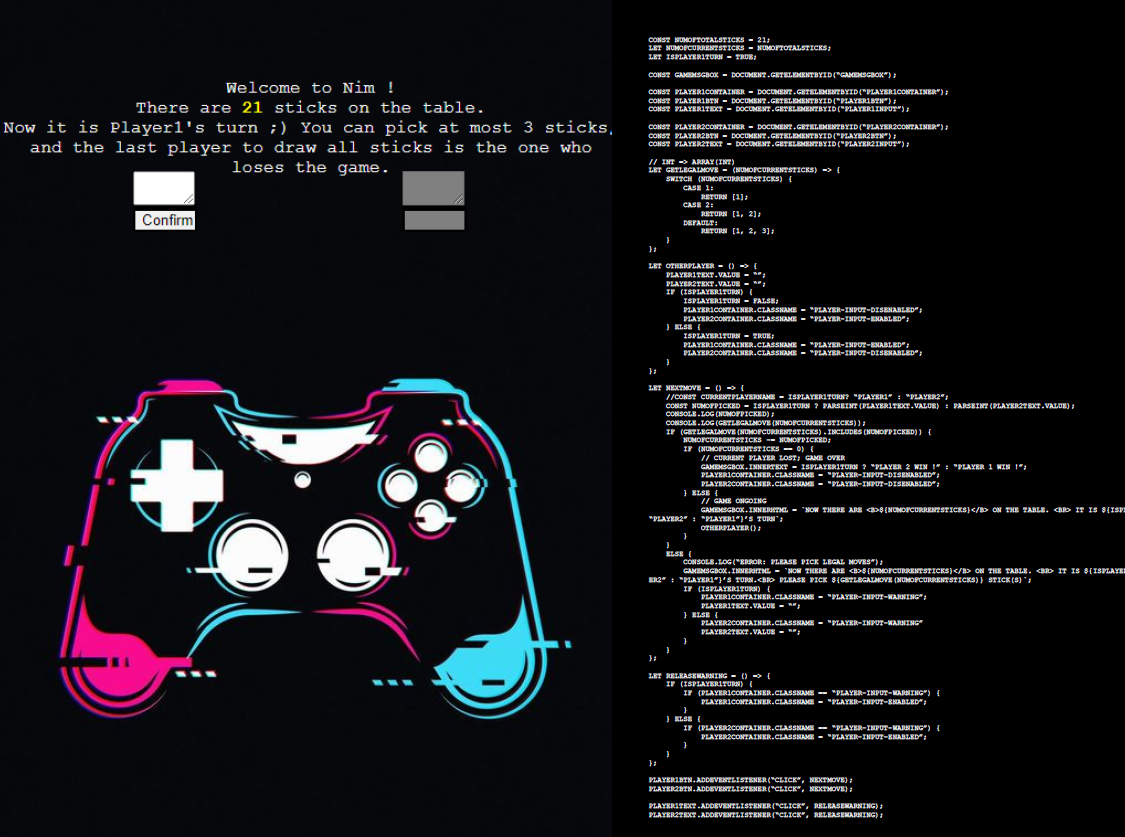 Welcome to Nim !
There are 21 sticks on the table.
Now it is Player1's turn ;) You can pick at most 3 sticks,
and the last player to draw all sticks is the one who
loses the game.
Confirm
CONST NUMOFTOTALSTICKS = 21;
LET NUMOFCURRENTSTICKS = NUMOFTOTALSTICKS;
LET ISPLAYER1TURN = TRUE;
CONST GAMEMSGBOX = DOCUMENT.GETELEMENTBYID("GAMEMSGBOX");
CONST PLAYER1CONTAINER = DOCUMENT.GETELEMENTBYID("PLAYER1CONTAINER");
CONST PLAYER1BTN = DOCUMENT.GETELEMENTBYID("PLAYER1BTN");
CONST PLAYER1TEXT = DOCUMENT.GETELEMENTBYID("PLAYER1INPUT");
CONST PLAYER2CONTAINER = DOCUMENT.GETELEMENTBYID("PLAYER2CONTAINER");
CONST PLAYER2BTN = DOCUMENT.GETELEMENTBYID("PLAYER2BTN");
CONST PLAYER2TEXT = DOCUMENT.GETELEMENTBYID("PLAYER2INPUT");
// INT => ARRAY(INT)
LET GETLEGALMOVE = (NUMOFCURRENTSTICKS) => {
SWITCH (NUMOFCURRENTSTICKS) {
CASE 1:
RETURN [1];
CASE 2:
RETURN [1, 2];
DEFAULT:
RETURN [1, 2, 3];
}
};
LET OTHERPLAYER = () => {
PLAYER1TEXT.VALUE = "";
PLAYER2TEXT.VALUE = "";
IF (ISPLAYER1TURN) {
ISPLAYER1TURN = FALSE;
PLAYER1CONTAINER.CLASSNAME = "PLAYER-INPUT-DISENABLED";
PLAYER2CONTAINER.CLASSNAME = "PLAYER-INPUT-ENABLED";
} ELSE {
ISPLAYER1TURN = TRUE;
PLAYER1CONTAINER.CLASSNAME = "PLAYER-INPUT-ENABLED";
PLAYER2CONTAINER.CLASSNAME = "PLAYER-INPUT-DISENABLED";
}
};
LET NEXTMOVE = () => {
//CONST CURRENTPLAYERNAME = ISPLAYER1TURN? "PLAYER1" : "PLAYER2";
CONST NUMOFPICKED = ISPLAYER1TURN ? PARSEINT(PLAYER1TEXT.VALUE) : PARSEINT(PLAYER2TEXT.VALUE);
CONSOLE.LOG(NUMOFPICKED);
CONSOLE.LOG(GETLEGALMOVE(NUMOFCURRENTSTICKS));
IF (GETLEGALMOVE(NUMOFCURRENTSTICKS).INCLUDES(NUMOFPICKED)) {
NUMOFCURRENTSTICKS -= NUMOFPICKED;
IF (NUMOFCURRENTSTICKS == 0) {
// CURRENT PLAYER LOST; GAME OVER
GAMEMSGBOX.INNERTEXT = ISPLAYER1TURN ? "PLAYER 2 WIN !" : "PLAYER 1 WIN !";
PLAYER1CONTAINER.CLASSNAME = "PLAYER-INPUT-DISENABLED";
PLAYER2CONTAINER.CLASSNAME = "PLAYER-INPUT-DISENABLED";
} ELSE {
// GAME ONGOING
GAMEMSGBOX.INNERHTML = `NOW THERE ARE <B>${NUMOFCURRENTSTICKS}</B> ON THE TABLE. <BR> IT IS ${ISPL
"PLAYER2" : "PLAYER1"}'S TURN`;
OTHERPLAYER();
}
}
ELSE {
CONSOLE.LOG("ERROR: PLEASE PICK LEGAL MOVES");
GAMEMSGBOX.INNERHTML = `NOW THERE ARE <B>${NUMOFCURRENTSTICKS}</B> ON THE TABLE. <BR> IT IS ${ISPLAYE
ER2" : "PLAYER1"}'S TURN.<BR> PLEASE PICK ${GETLEGALMOVE(NUMOFCURRENTSTICKS)} STICE(S)`;
IF (ISPLAYER1TURN) {
PLAYER1CONTAINER.CLASSNAME = "PLAYER-INPUT-WARNING";
PLAYER1TEXT.VALUE = "";
} ELSE {
PLAYER2CONTAINER.CLASSNAME = "PLAYER-INPUT-WARNING"
PLAYER2TEXT.VALUE = "";
}
}
};
LET RELEASEWARNING = () => {
IF (ISPLAYER1TURN) {
IF (PLAYER1CONTAINER.CLASSNAME == "PLAYER-INPUT-WARNING") {
PLAYER1CONTAINER.CLASSNAME = "PLAYER-INPUT-ENABLED";
}
} ELSE {
IF (PLAYER2CONTAINER.CLASSNAME == "PLAYER-INPUT-WARNING") {
PLAYER2CONTAINER.CLASSNAME = "PLAYER-INPUT-ENABLED";
}
}
};
PLAYER1BTN.ADDEVENTLISTENER("CLICK", NEXTMOVE);
PLAYER2BTN.ADDEVENTLISTENER("CLICK", NEXTMOVE);
PLAYER1TEXT.ADDEVENTLISTENER("CLICK", RELEASEWARNING);
PLAYER2TEXT.ADDEVENTLISTENER("CLICK", RELEASEWARNING);